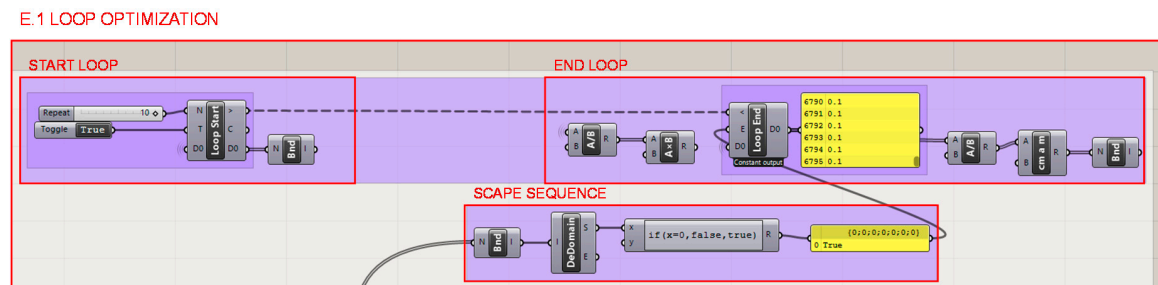 E.1 LOOP OPTIMIZATION
START LOOP
END LOOP
Repeat 10
Toggle True
N
T
D0
Loop Start
>
C
D0
N
Bnd
I
A
B
A/B
R
A
B
A×B
R
<
E
D0
Loop End
D0
Constant output
6790 0.1
6791 0.1
6792 0.1
6793 0.1
6794 0.1
6795 0.1
A
B
A/B
R
A
B
cm a m
R
N
Bnd
I
SCAPE SEQUENCE
N
Bnd
I
I
DeDomain
S
E
x
y
if(x=0,false,true)
R
{0;0;0;0;0;0;0}
0 True